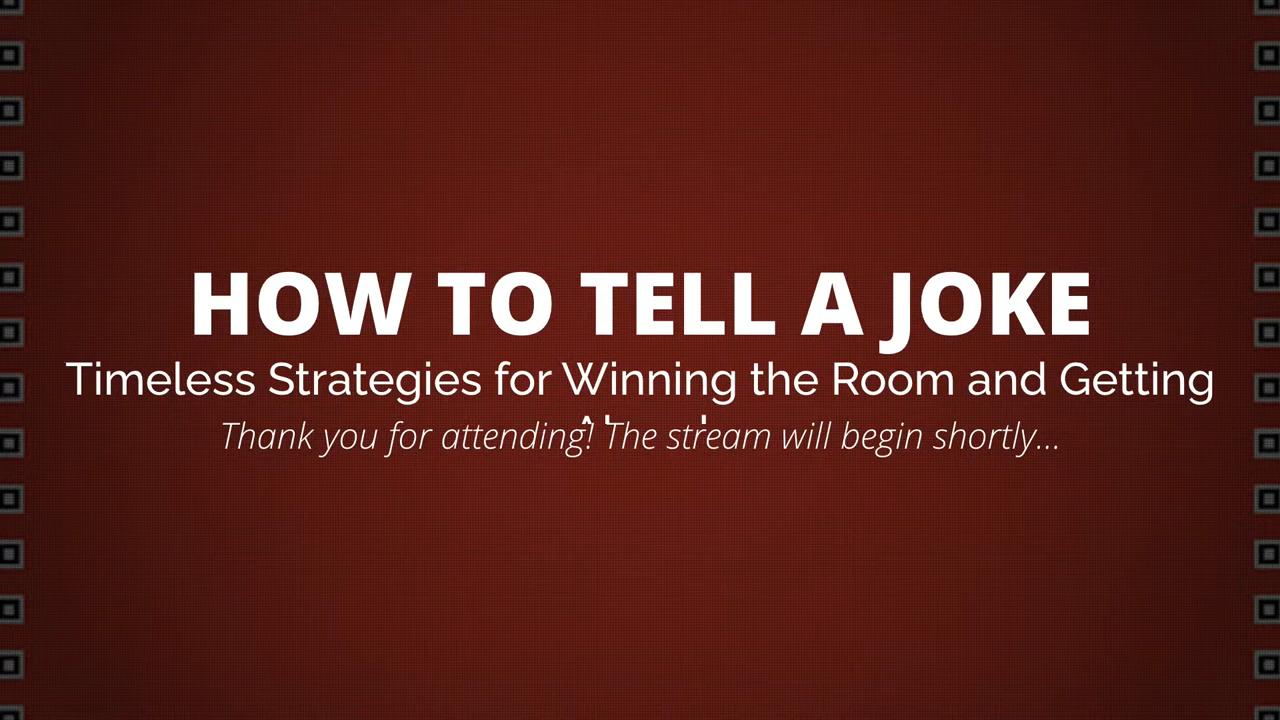 HOW TO TELL A JOKE
Timeless Strategies for Winning the Room and Getting
Thank you for attending! The stream will begin shortly...